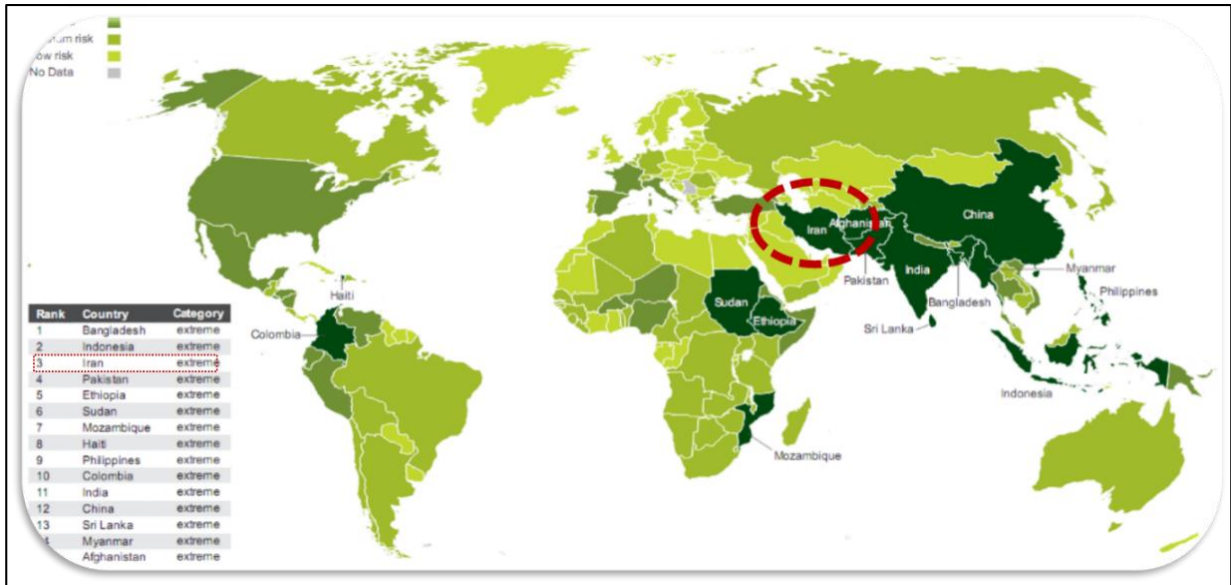 risk
risk
No Data
Iran
Afghanistan
China
Pakistan
India
Bangladesh
Myanmar
Philippines
Sri Lanka
Indonesia
Haiti
Colombia
Sudan
Ethiopia
Mozambique
Rank Country Category
1 Bangladesh extreme
2 Indonesia extreme
3 Iran extreme
4 Pakistan extreme
5 Ethiopia extreme
6 Sudan extreme
7 Mozambique extreme
8 Haiti extreme
9 Philippines extreme
10 Colombia extreme
11 India extreme
12 China extreme
13 Sri Lanka extreme
Myanmar extreme
Afghanistan extreme